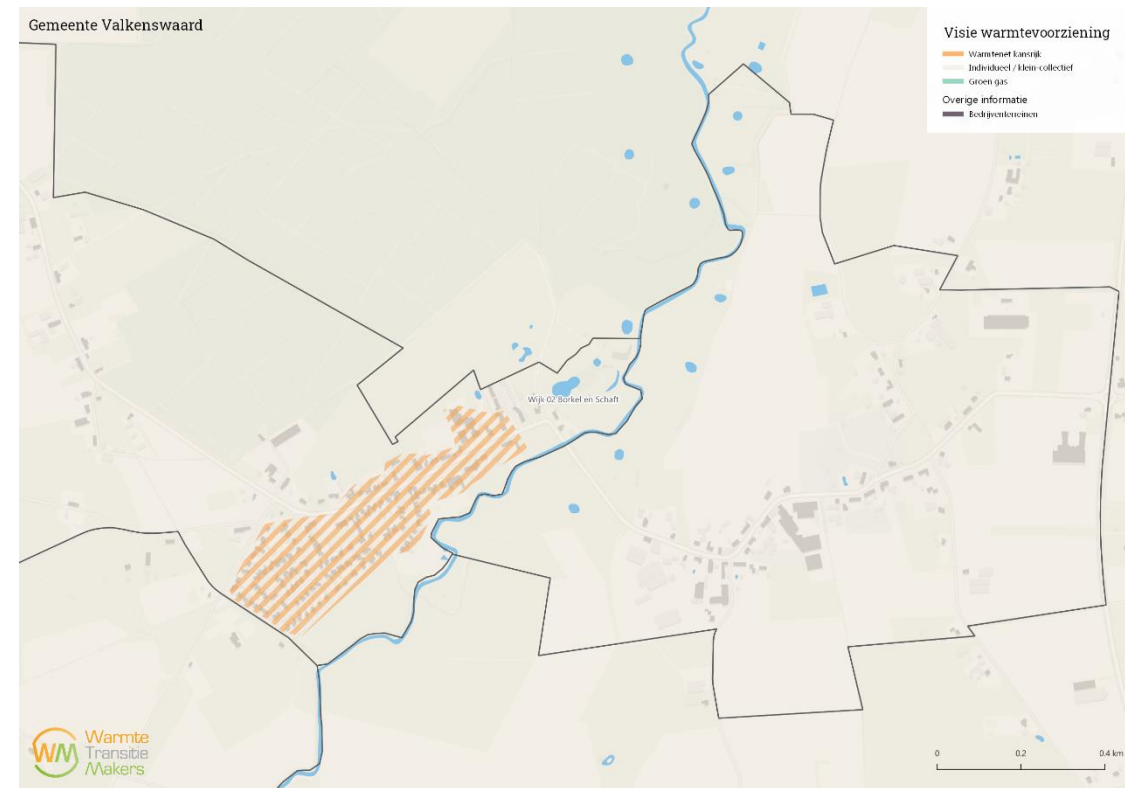 Gemeente Valkenswaard
Visie warmtevoorziening
Warmtenet kansrijk
Individueel / klein-collectief
Groen gas
Overige informatie
Bedrijventerreinen
Wijk 02 Borkel en Schaft
WM
Warmte
Transitie
Makers
0 0.2 0.4 km